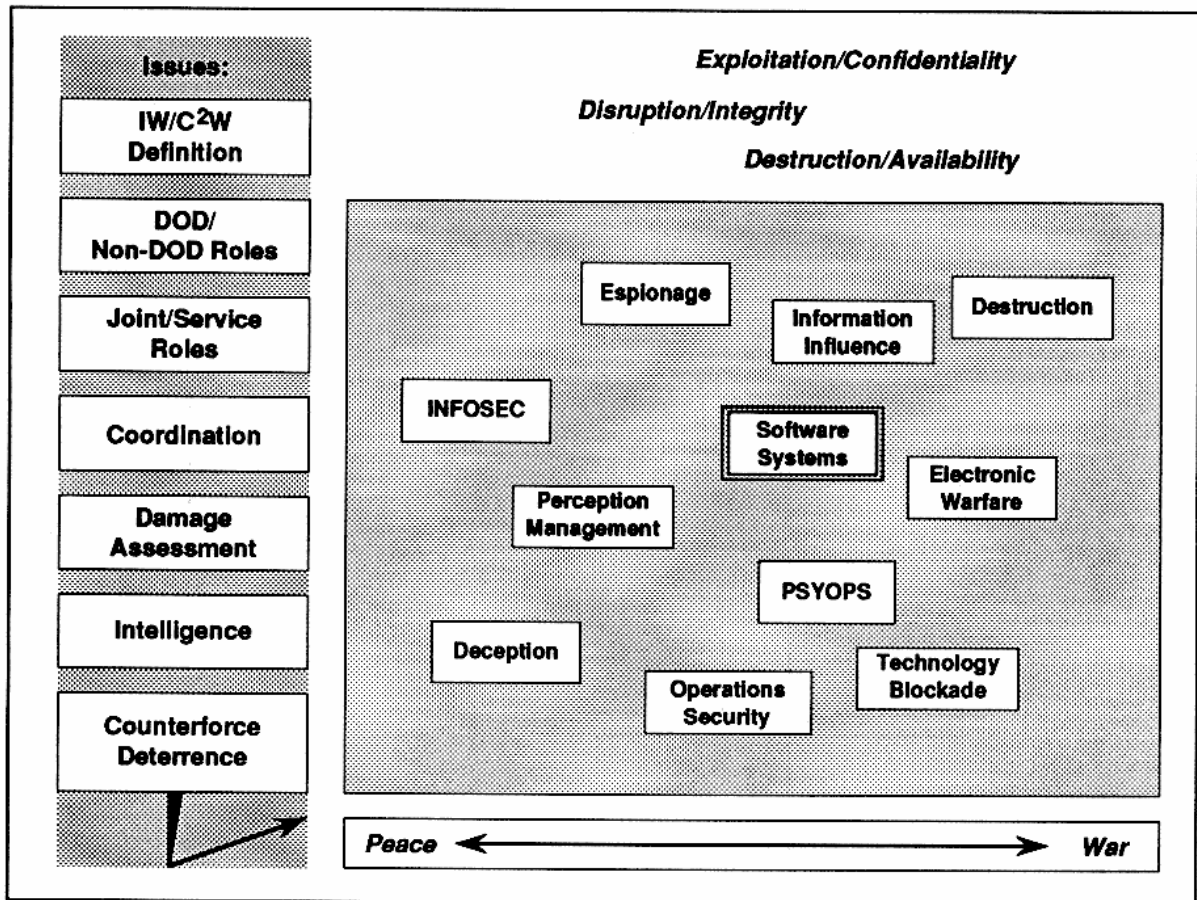 Issues:
IW/C²W
Definition
DOD/
Non-DOD Roles
Joint/Service
Roles
Coordination
Damage
Assessment
Intelligence
Counterforce
Deterrence
Exploitation/Confidentiality
Disruption/Integrity
Destruction/Availability
Espionage
Information
Influence
Destruction
INFOSEC
Software
Systems
Electronic
Warfare
Perception
Management
PSYOPS
Deception
Operations
Security
Technology
Blockade
Peace
War